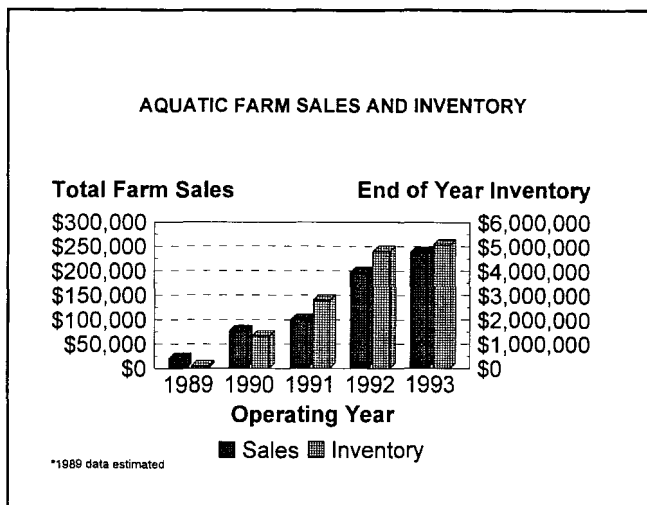 AQUATIC FARM SALES AND INVENTORY
Total Farm Sales End of Year Inventory
$300,000 $6,000,000
$250,000 $5,000,000
$200,000 $4,000,000
$150,000 $3,000,000
$100,000 $2,000,000
$50,000 $1,000,000
$0 $0
1989 1990 1991 1992 1993
Operating Year
Sales Inventory
*1989 data estimated